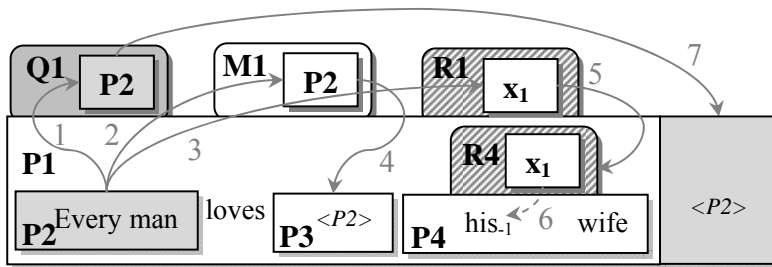 Q1 P2 M1 P2 R1 x₁ 5 7
1 2 3 4
P1 R4 x₁
P2 Every man loves P3 <P2> P4 his₋₁ 6 wife <P2>